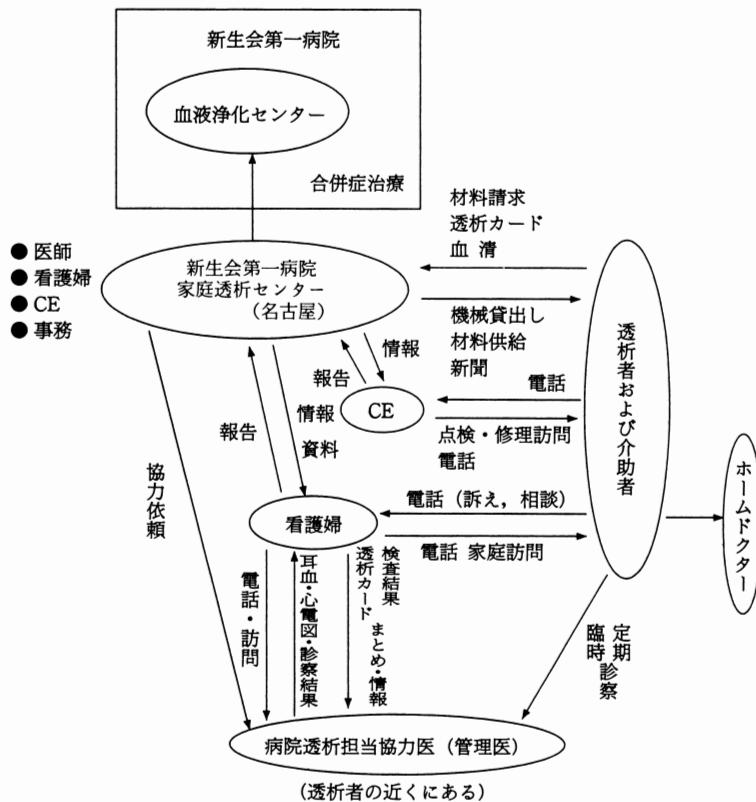 新生会第一病院
血液浄化センター
合併症治療
材料請求
透析カード
血 清
● 医師
● 看護婦
● CE
● 事務
新生会第一病院
家庭透析センター
(名古屋)
機械貸出し
材料供給
新聞
情報
報告
CE
電話
点検・修理訪問
電話
透析者および介助者
ホームドクター
報告
情報
資料
協力依頼
看護婦
電話(訴え,相談)
電話 家庭訪問
電話・訪問
耳血・心電図・診察結果
検査結果
透析カード
まとめ・情報
定期
臨時診察
病院透析担当協力医(管理医)
(透析者の近くにある)